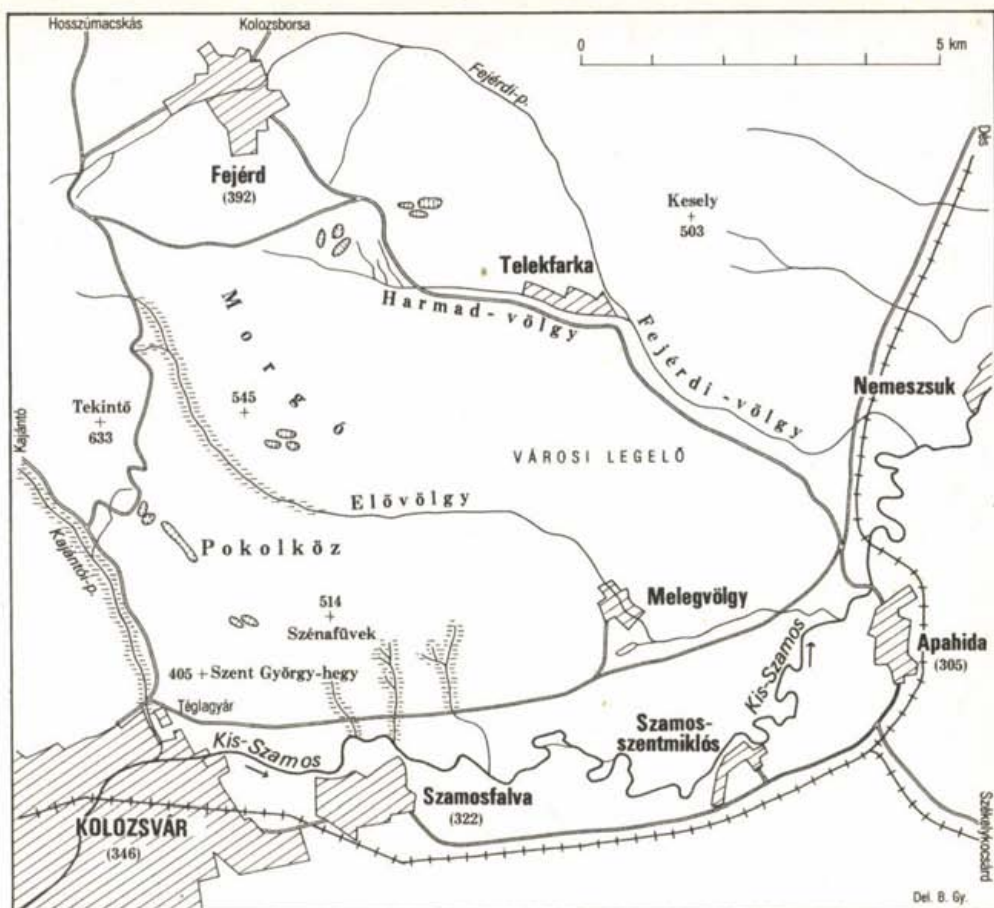 Hosszúmacskás
Kolozsborsa
0 5 km
Fejérdi-p.
Dés
Fejérd
(392)
Kesely
+
503
Telekfarka
Harmad-völgy
Morgó
Fejérdi-völgy
Nemeszsuk
545
+
Tekintő
+
633
Kajántó
VÁROSI LEGELŐ
Elővölgy
Pokolköz
Kajántói-p.
514
+
Szénafüvek
Melegvölgy
Apahida
(305)
405 + Szent György-hegy
Kis-Szamos
Téglagyár
Kis-Szamos
Szamos-
szentmiklós
Szamosfalva
(322)
KOLOZSVÁR
(346)
Székelykocsárd
Del. B. Gy.